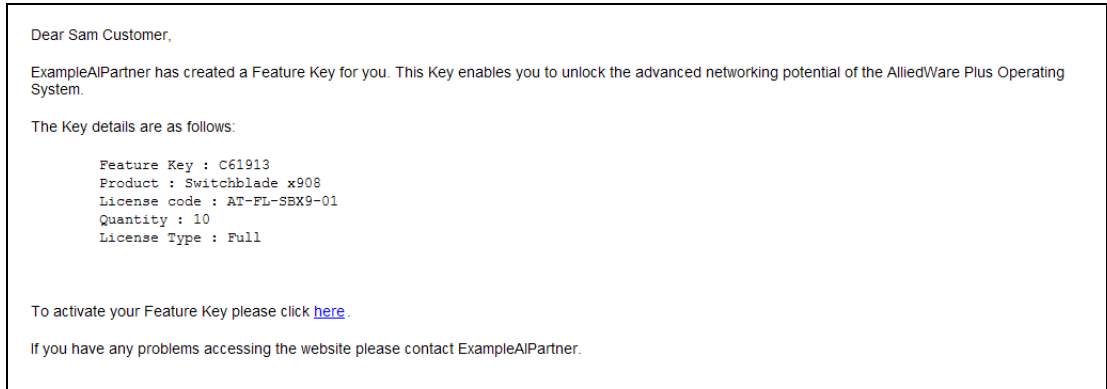 Dear Sam Customer,
ExampleAlPartner has created a Feature Key for you. This Key enables you to unlock the advanced networking potential of the AlliedWare Plus Operating
System.
The Key details are as follows:
Feature Key : C61913
Product : Switchblade x908
License code : AT-FL-SBX9-01
Quantity : 10
License Type : Full
To activate your Feature Key please click here.
If you have any problems accessing the website please contact ExampleAlPartner.